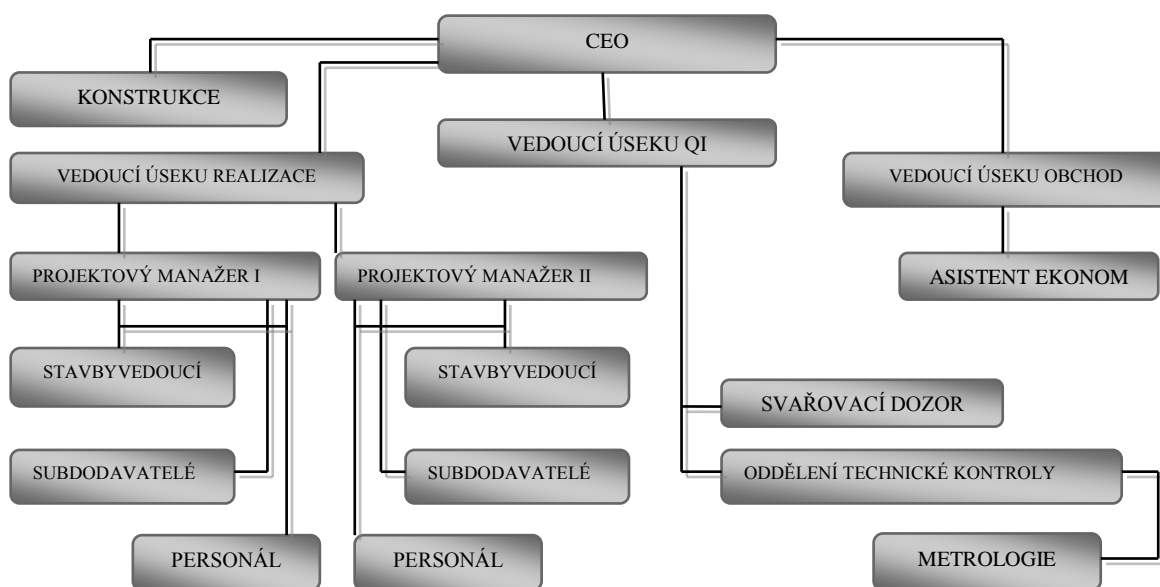 CEO
KONSTRUKCE
VEDOUCÍ ÚSEKU QI
VEDOUCÍ ÚSEKU REALIZACE
VEDOUCÍ ÚSEKU OBCHOD
PROJEKTOVÝ MANAŽER I
PROJEKTOVÝ MANAŽER II
ASISTENT EKONOM
STAVBYVEDOUCÍ
STAVBYVEDOUCÍ
SVAŘOVACÍ DOZOR
SUBDODAVATELÉ
SUBDODAVATELÉ
ODDĚLENÍ TECHNICKÉ KONTROLY
PERSONÁL
PERSONÁL
METROLOGIE